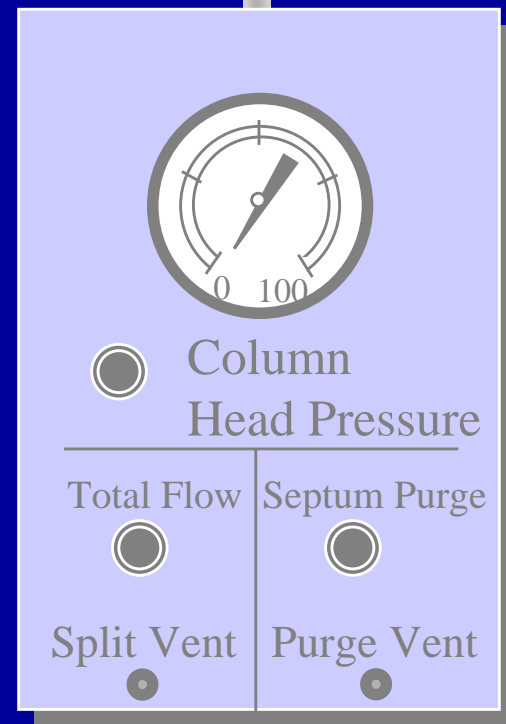 0 100
Column
Head Pressure
Total Flow Septum Purge
Split Vent Purge Vent